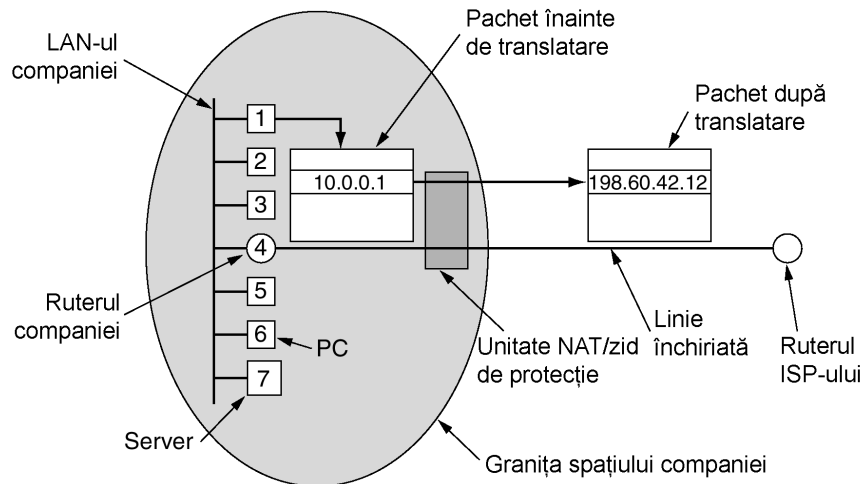 Pachet înainte
de translatare
LAN-ul
companiei
Pachet după
translatare
1
2
3
4
5
6
7
10.0.0.1
198.60.42.12
Ruterul
companiei
PC
Server
Unitate NAT/zid
de protecție
Linie
închiriată
Ruterul
ISP-ului
Granița spațiului companiei